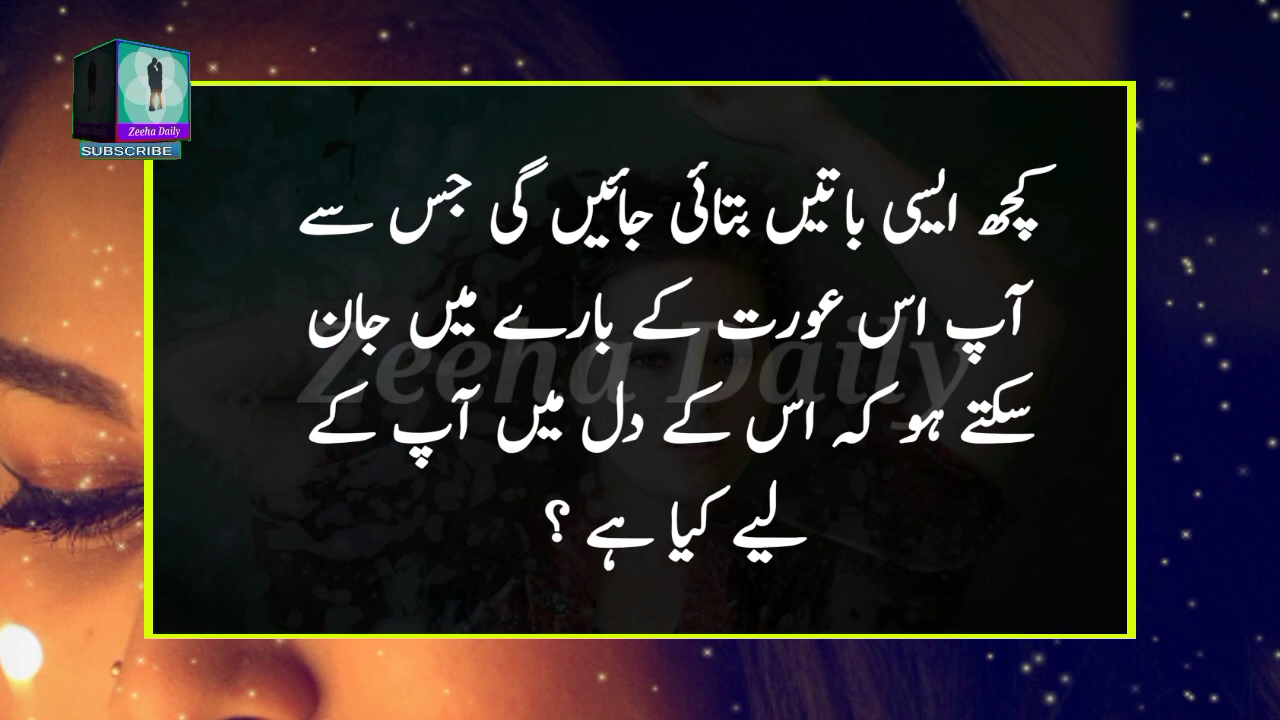 Zeeha Daily
SUBSCRIBE
کچھ ایسی باتیں بتائی جائیں گی جس سے
آپ اس عورت کے بارے میں جان
سکتے ہو کہ اس کے دل میں آپ کے
لیے کیا ہے ؟
Zeeha Daily